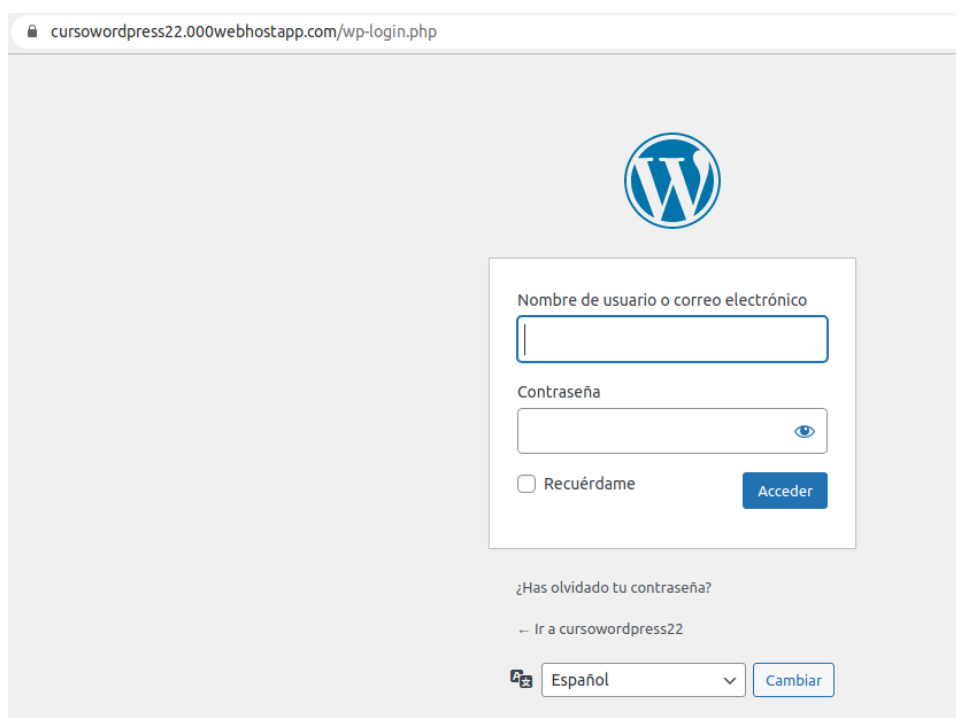 cursowordpress22.000webhostapp.com/wp-login.php
Nombre de usuario o correo electrónico
Contraseña
Recuérdame
Acceder
¿Has olvidado tu contraseña?
← Ir a cursowordpress22
Español
Cambiar